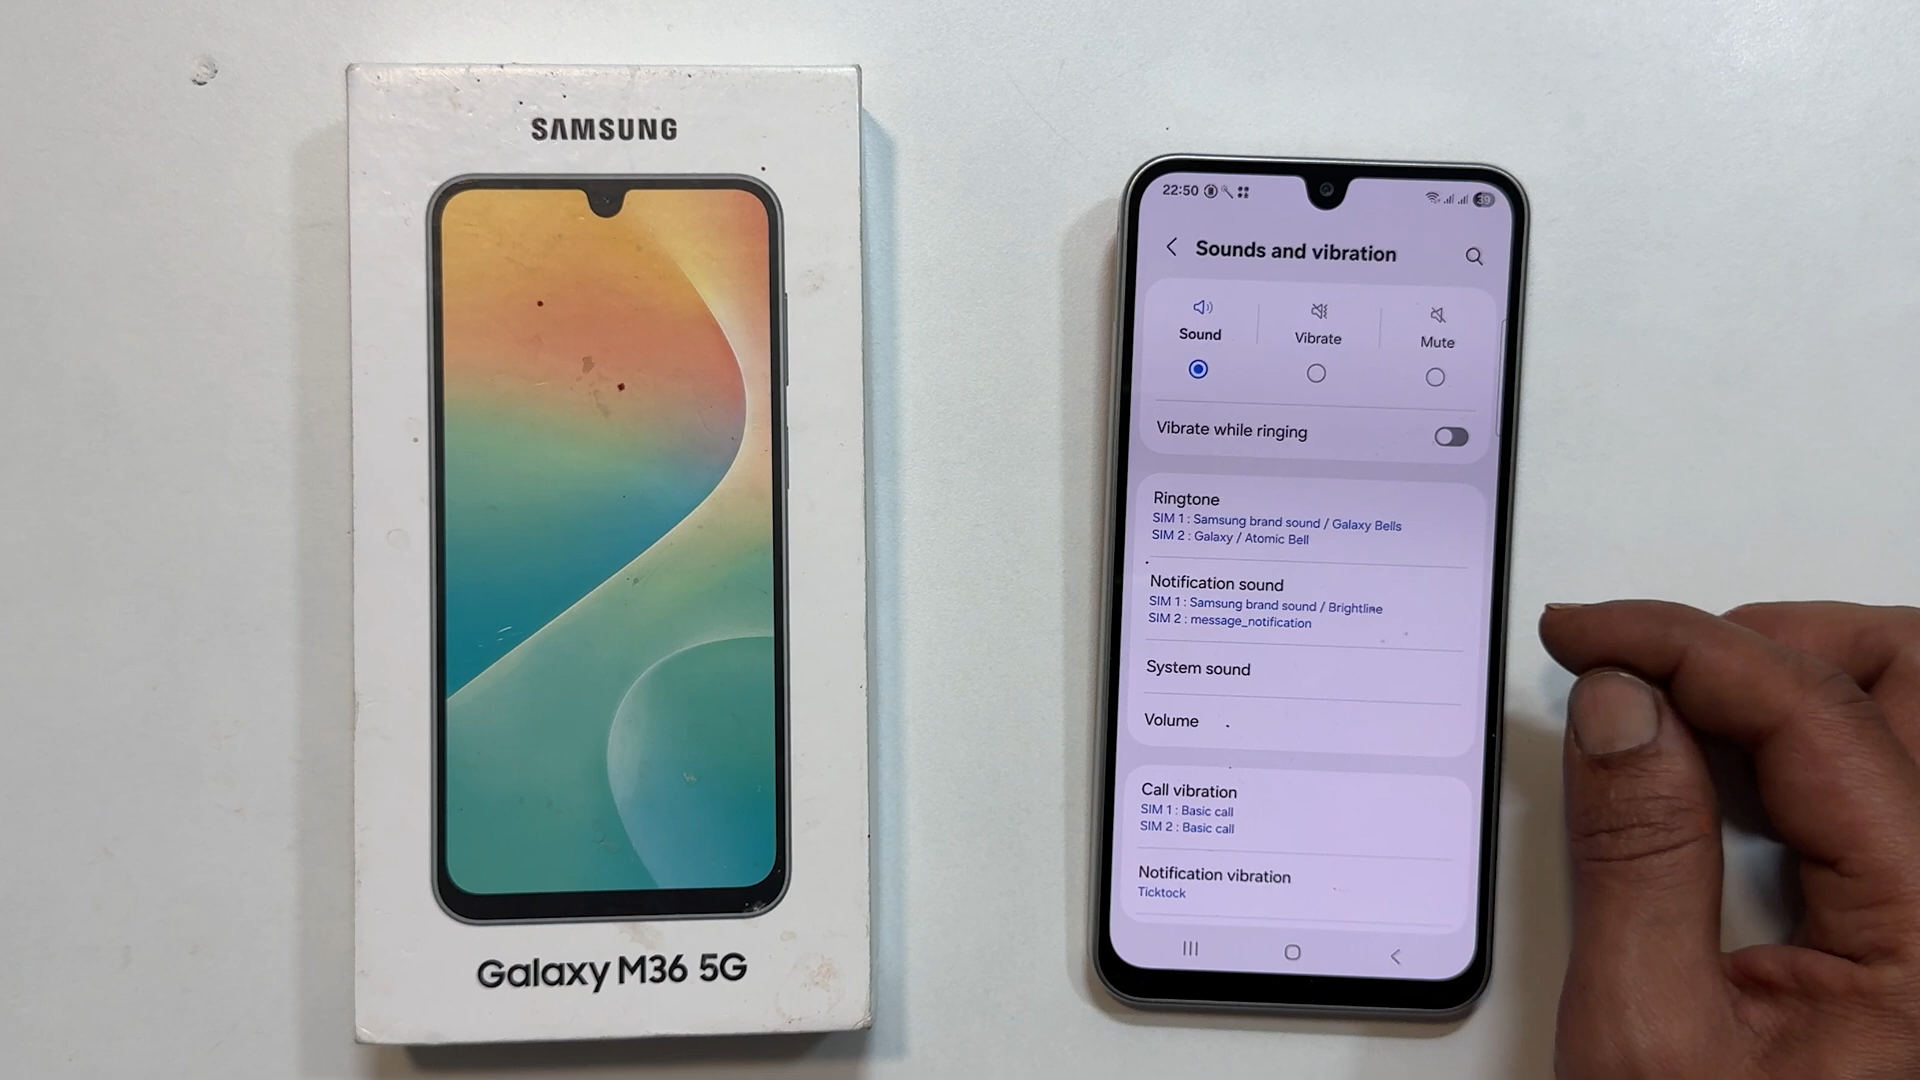 SAMSUNG
Galaxy M36 5G
22:50
39
Sounds and vibration
Sound
Vibrate
Mute
Vibrate while ringing
Ringtone
SIM 1 : Samsung brand sound / Galaxy Bells
SIM 2 : Galaxy / Atomic Bell
Notification sound
SIM 1 : Samsung brand sound / Brightline
SIM 2 : message_notification
System sound
Volume
Call vibration
SIM 1 : Basic call
SIM 2 : Basic call
Notification vibration
Ticktock